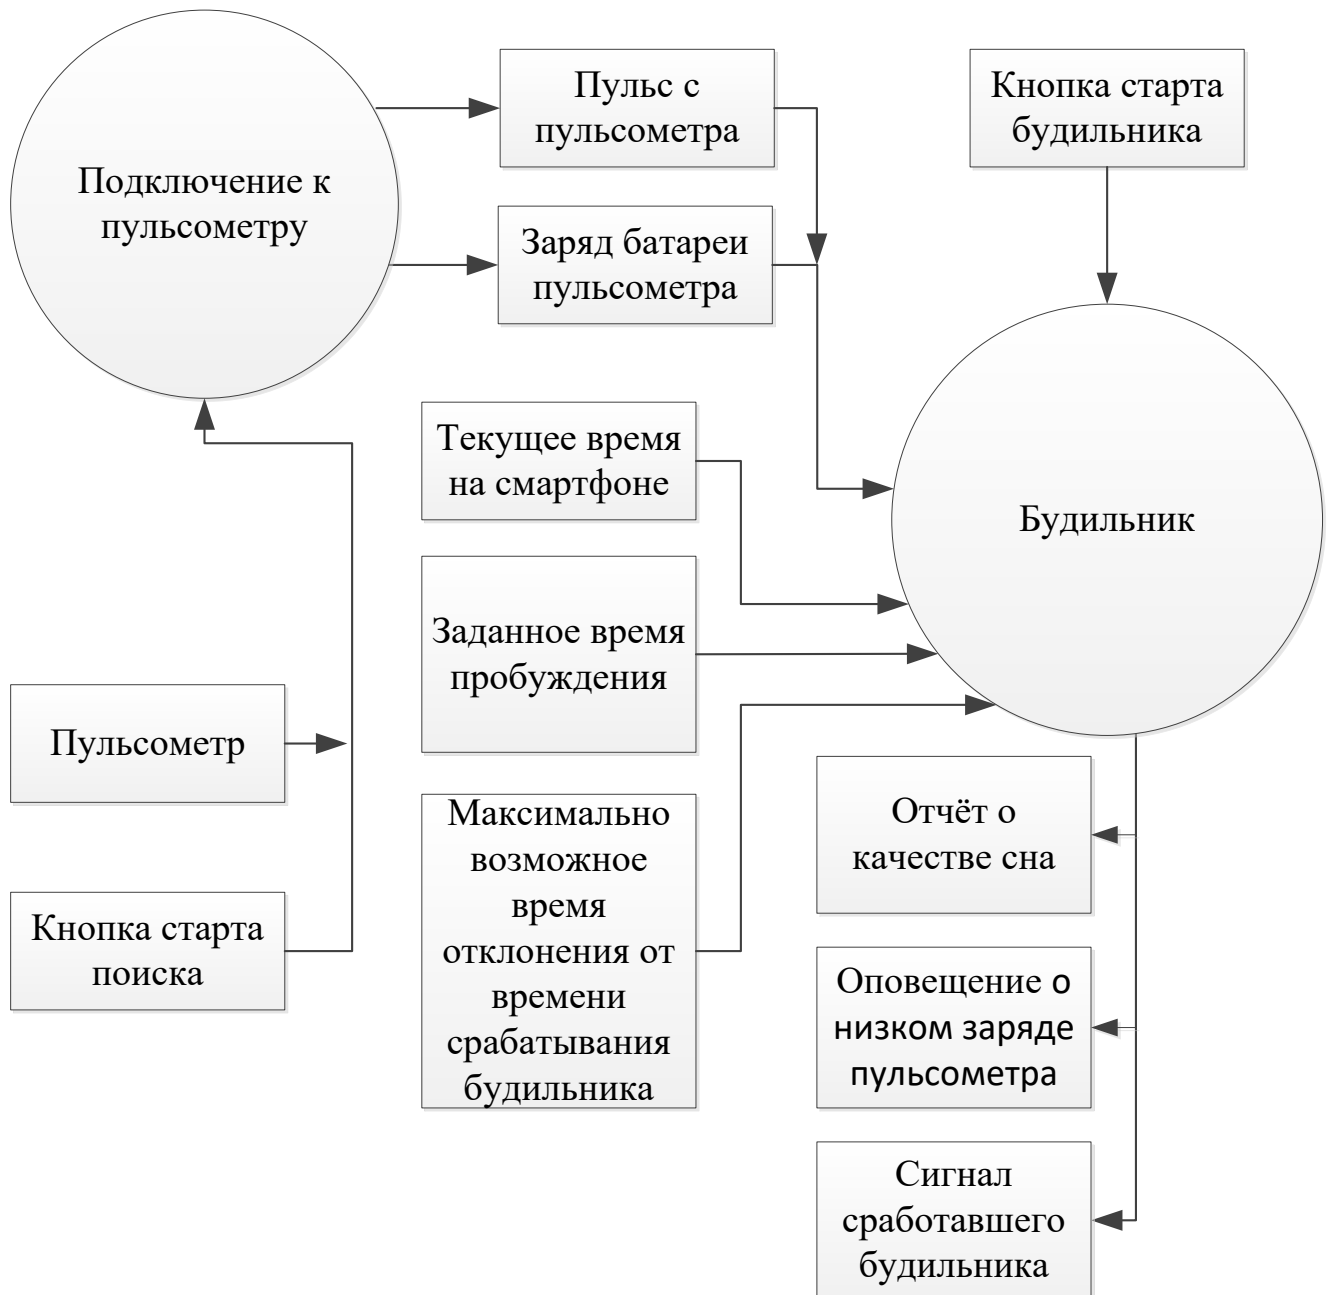 Подключение к
пульсометру
Пульс с
пульсометра
Кнопка старта
будильника
Заряд батареи
пульсометра
Текущее время
на смартфоне
Будильник
Заданное время
пробуждения
Пульсометр
Кнопка старта
поиска
Максимально
возможное
время
отклонения от
времени
срабатывания
будильника
Отчёт о
качестве сна
Оповещение о
низком заряде
пульсометра
Сигнал
сработавшего
будильника